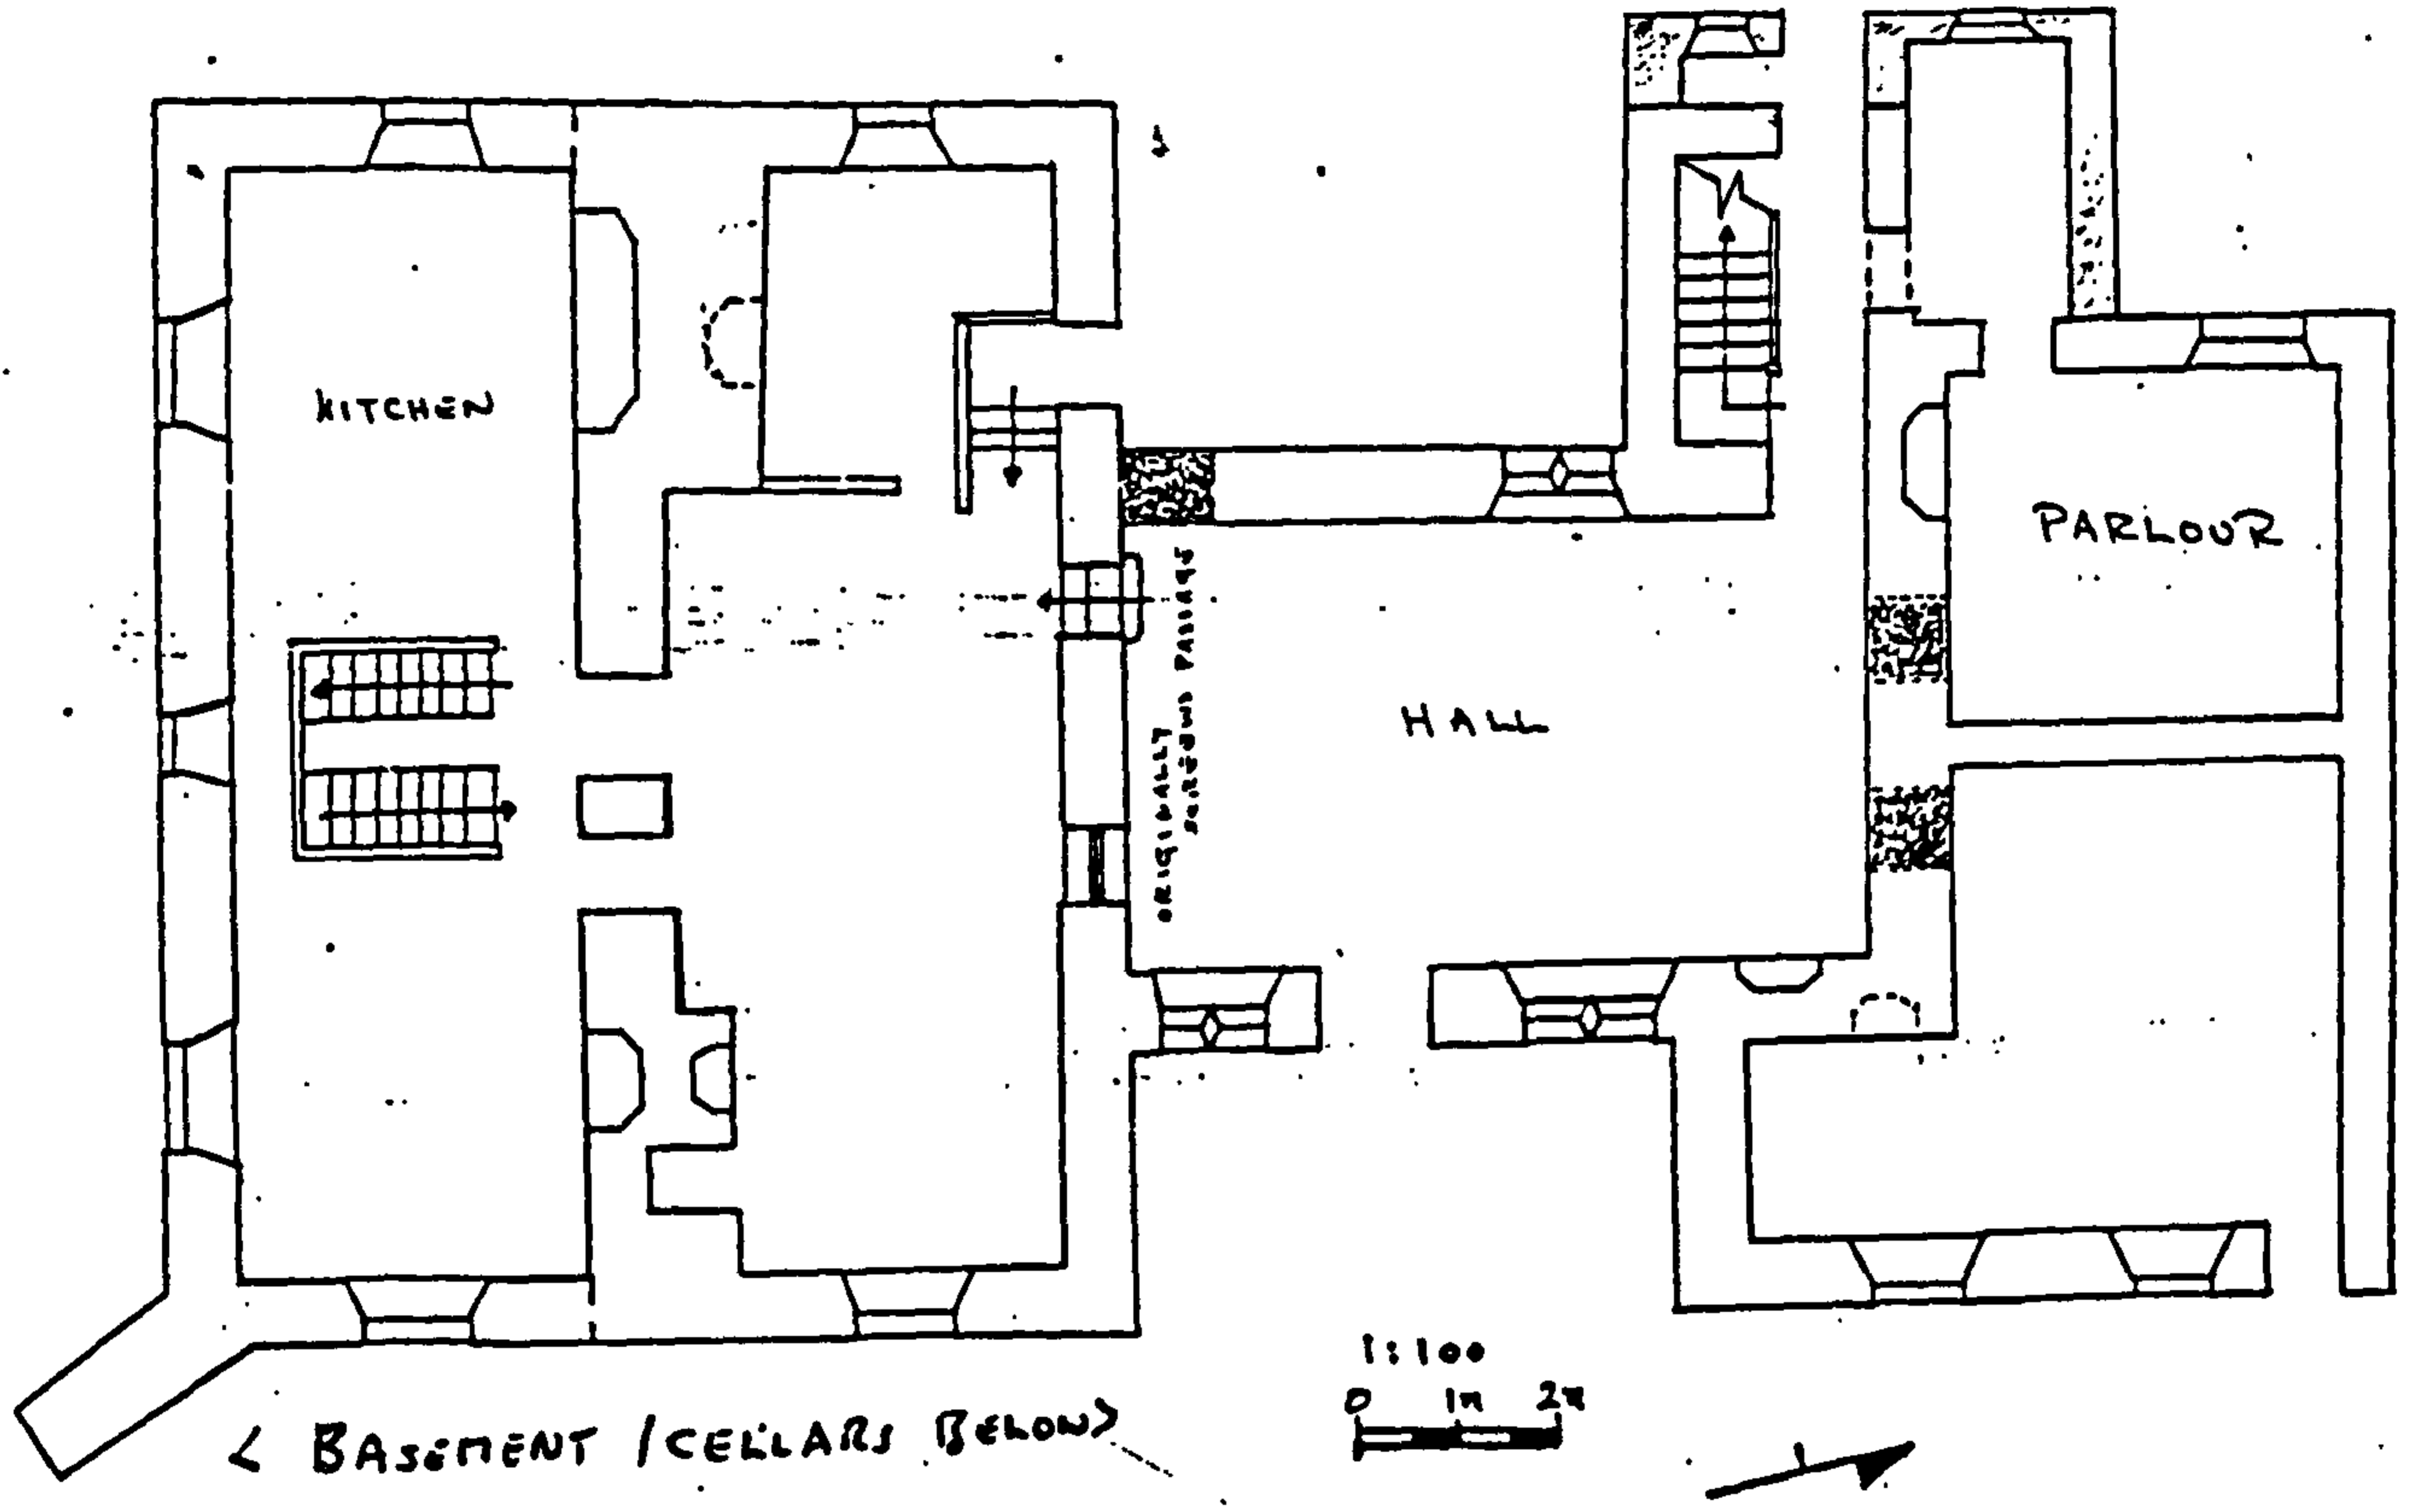 KITCHEN
PARLOUR
HALL
ORIGINALLY
SCREENS PASSAGE
1:100
0 1m 2m
< BASEMENT / CELLARS BELOW>